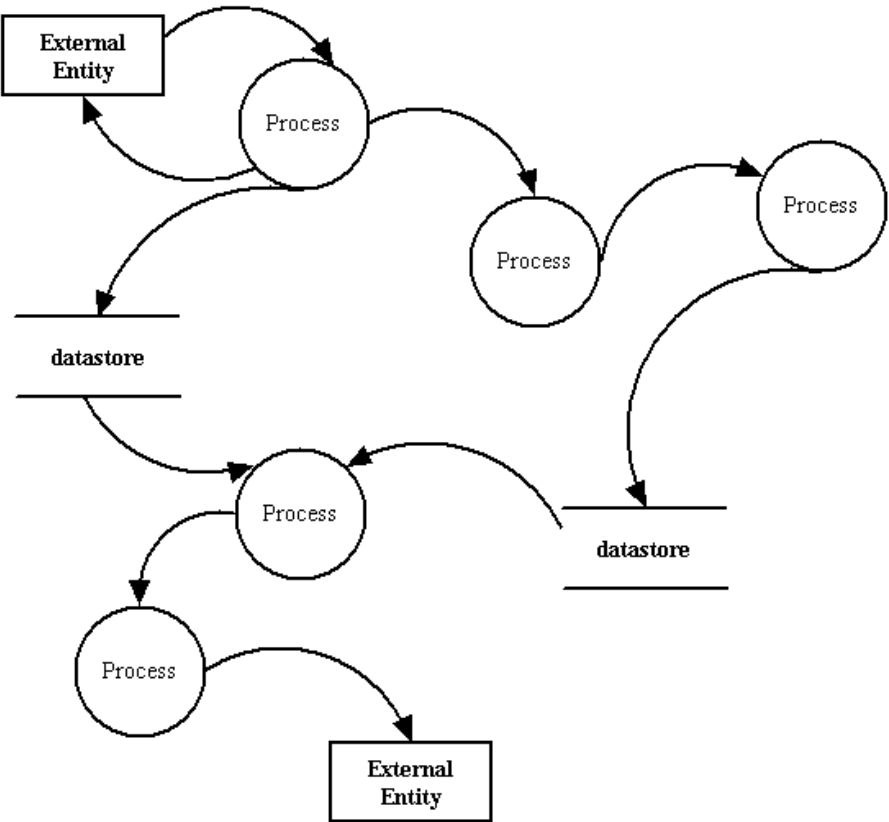 External
Entity
Process
Process
Process
datastore
Process
datastore
Process
External
Entity